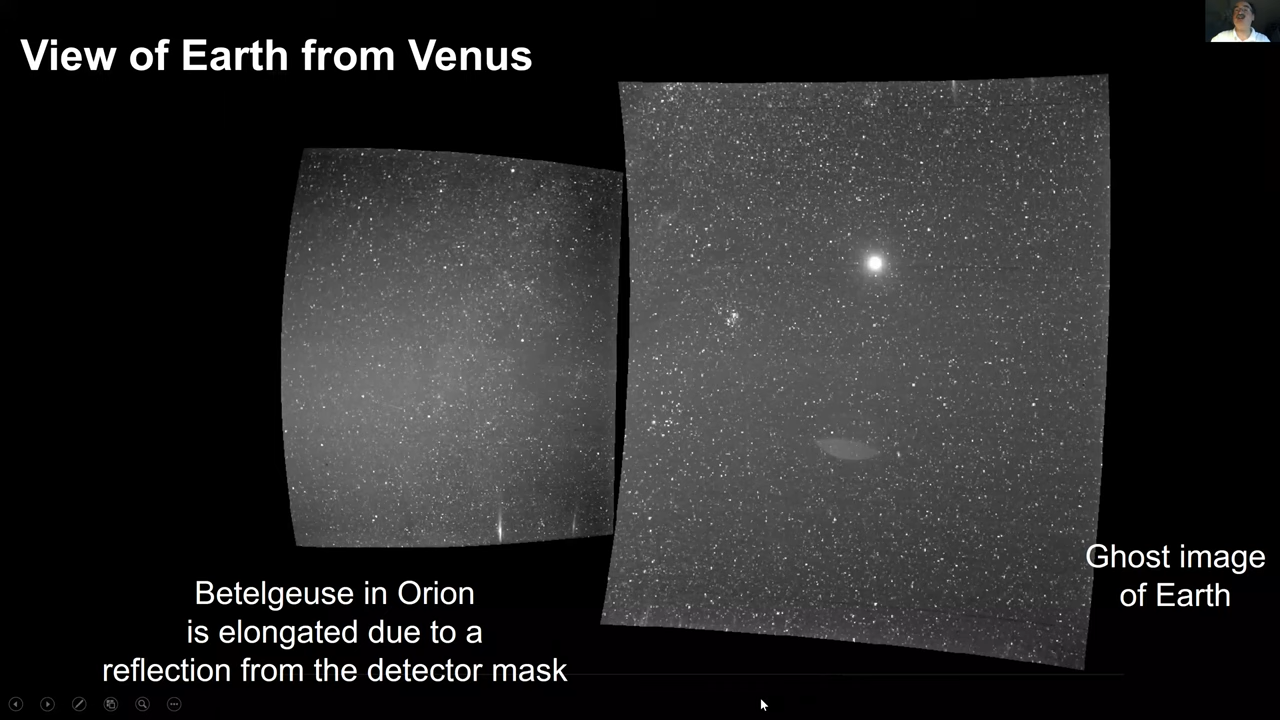 View of Earth from Venus
Betelgeuse in Orion
is elongated due to a
reflection from the detector mask
Ghost image
of Earth